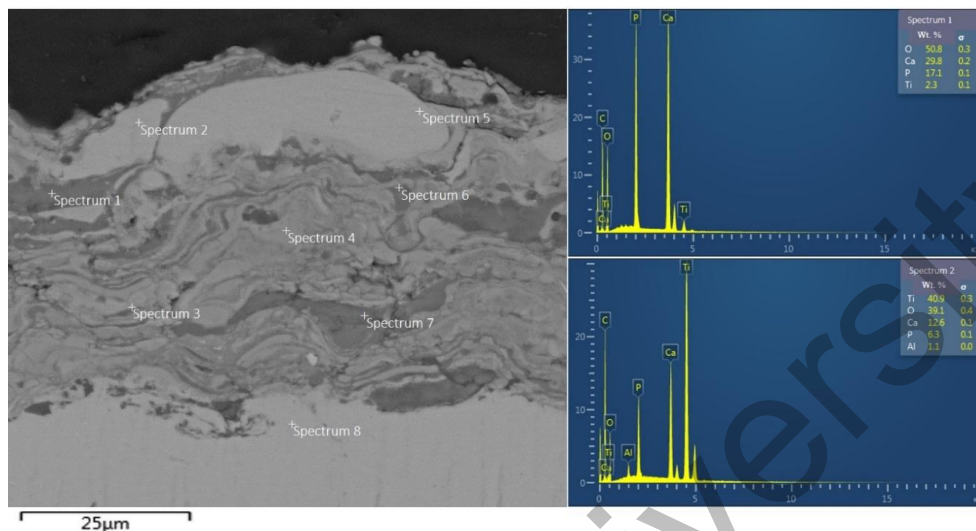 Spectrum 1
Spectrum 2
Spectrum 3
Spectrum 4
Spectrum 5
Spectrum 6
Spectrum 7
Spectrum 8
25µm
Spectrum 1
Wt. % σ
O 50.8 0.3
Ca 29.8 0.2
P 17.1 0.1
Ti 2.3 0.1
P Ca
C
O
Ti
Ti
30
20
10
0
0 5 10 15
Spectrum 2
Wt. % σ
Ti 40.9 0.3
O 39.1 0.4
Ca 12.6 0.1
P 6.3 0.1
Al 1.1 0.0
Ti
C
Ca
P
O
Ti
Al
Ca
20
10
0
0 5 10 15